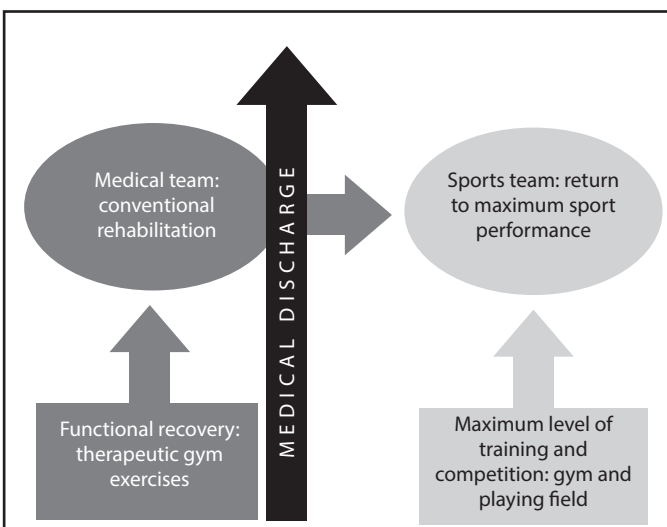 Medical team:
conventional
rehabilitation
MEDICAL DISCHARGE
Sports team: return
to maximum sport
performance
Functional recovery:
therapeutic gym
exercises
Maximum level of
training and
competition: gym and
playing field